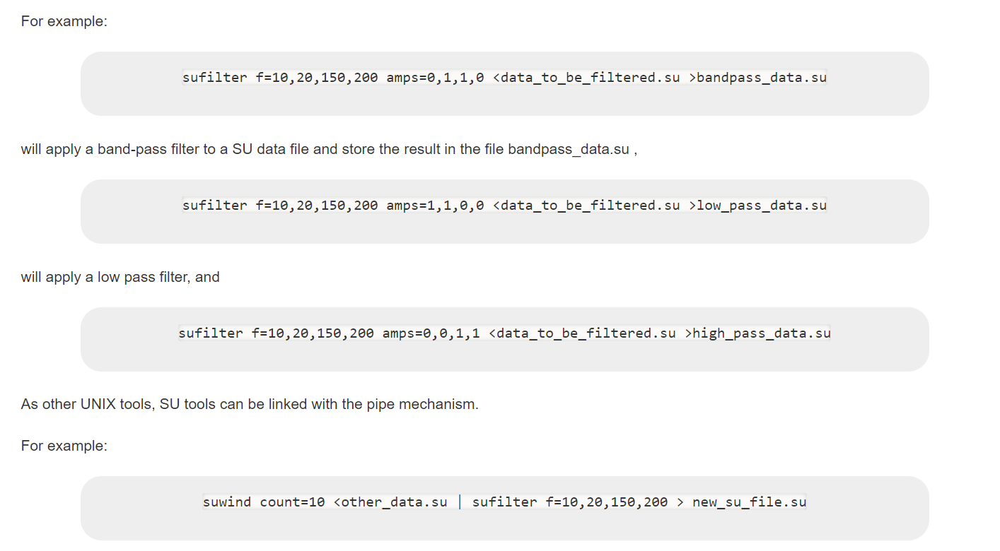 For example:
sufilter f=10,20,150,200 amps=0,1,1,0 <data_to_be_filtered.su >bandpass_data.su
will apply a band-pass filter to a SU data file and store the result in the file bandpass_data.su ,
sufilter f=10,20,150,200 amps=1,1,0,0 <data_to_be_filtered.su >low_pass_data.su
will apply a low pass filter, and
sufilter f=10,20,150,200 amps=0,0,1,1 <data_to_be_filtered.su >high_pass_data.su
As other UNIX tools, SU tools can be linked with the pipe mechanism.
For example:
suwind count=10 <other_data.su | sufilter f=10,20,150,200 > new_su_file.su